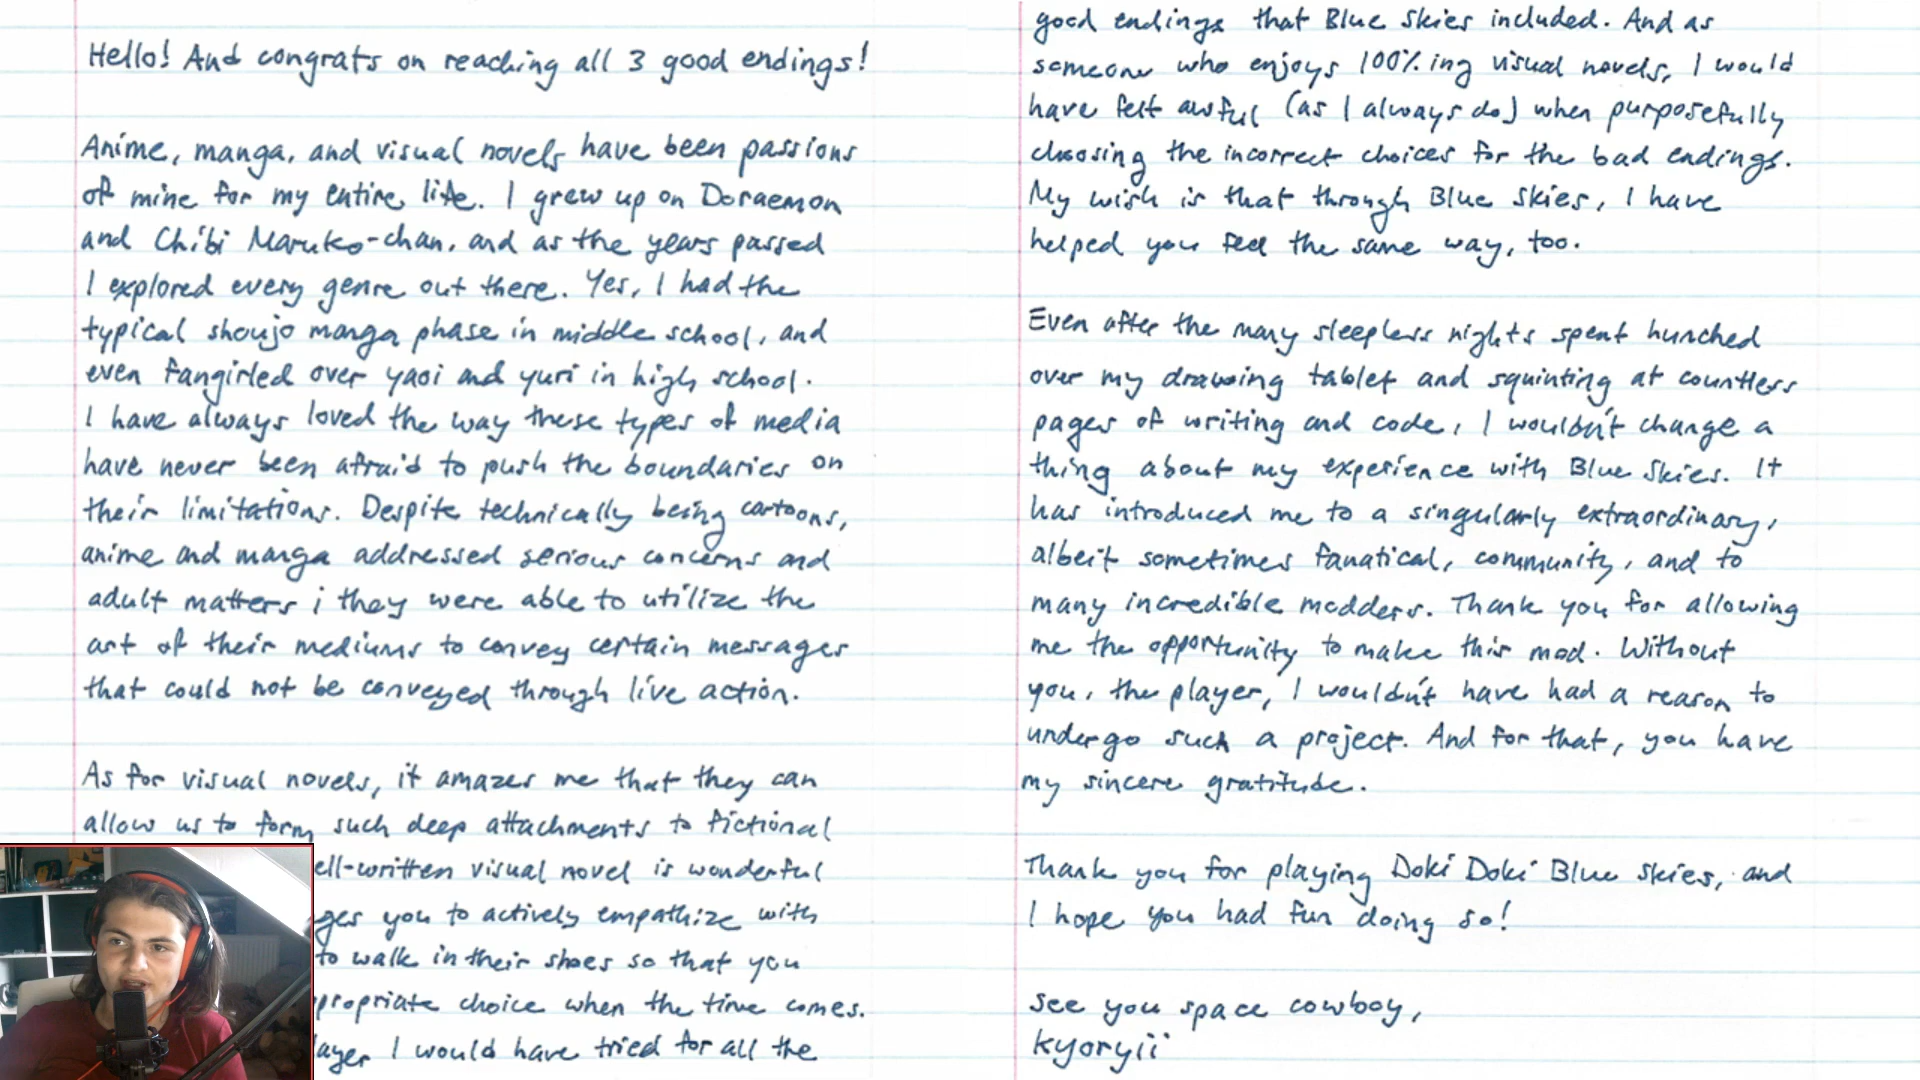 Hello! And congrats on reaching all 3 good endings!
Anime, manga, and visual novels have been passions
of mine for my entire life. I grew up on Doraemon
and Chibi Maruko-chan, and as the years passed
I explored every genre out there. Yes, I had the
typical shoujo manga phase in middle school, and
even fangirled over yaoi and yuri in high school.
I have always loved the way these types of media
have never been afraid to push the boundaries on
their limitations. Despite technically being cartoons,
anime and manga addressed serious concerns and
adult matters; they were able to utilize the
art of their mediums to convey certain messages
that could not be conveyed through live action.
As for visual novels, it amazes me that they can
allow us to form such deep attachments to fictional
ell-written visual novel is wonderful
ges you to actively empathize with
to walk in their shoes so that you
propriate choice when the time comes.
layer I would have tried for all the
good endings that Blue Skies included. And as
someone who enjoys 100%ing visual novels, I would
have felt awful (as I always do) when purposefully
choosing the incorrect choices for the bad endings.
My wish is that through Blue Skies, I have
helped you feel the same way, too.
Even after the many sleepless nights spent hunched
over my drawing tablet and squinting at countless
pages of writing and code, I wouldn't change a
thing about my experience with Blue Skies. It
has introduced me to a singularly extraordinary,
albeit sometimes fanatical, community, and to
many incredible modders. Thank you for allowing
me the opportunity to make this mod. Without
you, the player, I wouldn't have had a reason to
undergo such a project. And for that, you have
my sincere gratitude.
Thank you for playing Doki Doki Blue Skies, and
I hope you had fun doing so!
see you space cowboy,
kyoryii